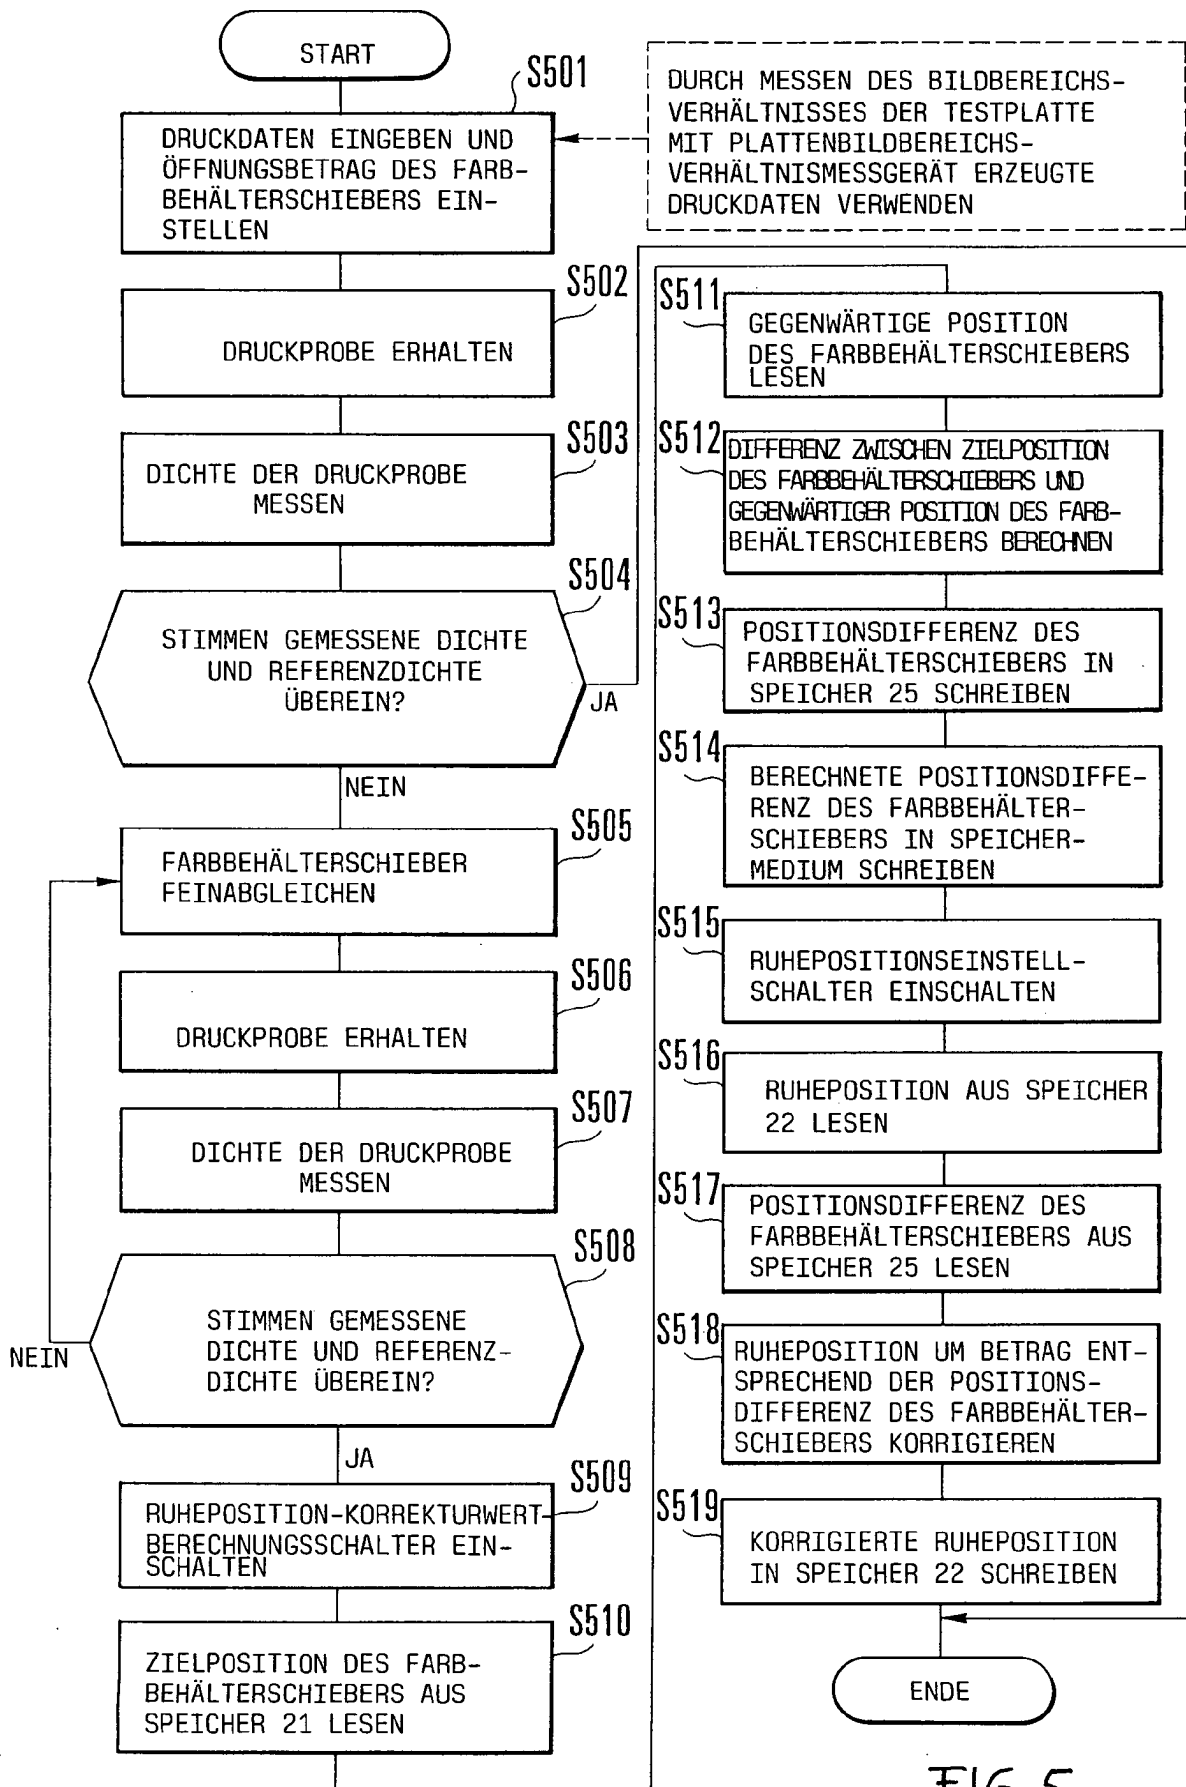 START
S501
DRUCKDATEN EINGEBEN UND
ÖFFNUNGSBETRAG DES FARB-
BEHÄLTERSCHIEBERS EIN-
STELLEN
DURCH MESSEN DES BILDBEREICHS-
VERHÄLTNISSES DER TESTPLATTE
MIT PLATTENBILDBEREICHS-
VERHÄLTNISMESSGERÄT ERZEUGTE
DRUCKDATEN VERWENDEN
S502
DRUCKPROBE ERHALTEN
S503
DICHTE DER DRUCKPROBE
MESSEN
S504
STIMMEN GEMESSENE DICHTE
UND REFERENZDICHTE
ÜBEREIN?
JA
NEIN
S505
FARBBEHÄLTERSCHIEBER
FEINABGLEICHEN
S506
DRUCKPROBE ERHALTEN
S507
DICHTE DER DRUCKPROBE
MESSEN
S508
STIMMEN GEMESSENE
DICHTE UND REFERENZ-
DICHTE ÜBEREIN?
NEIN
JA
S509
RUHEPOSITION-KORREKTURWERT-
BERECHNUNGSSCHALTER EIN-
SCHALTEN
S510
ZIELPOSITION DES FARB-
BEHÄLTERSCHIEBERS AUS
SPEICHER 21 LESEN
S511
GEGENWÄRTIGE POSITION
DES FARBBEHÄLTERSCHIEBERS
LESEN
S512
DIFFERENZ ZWISCHEN ZIELPOSITION
DES FARBBEHÄLTERSCHIEBERS UND
GEGENWÄRTIGER POSITION DES FARB-
BEHÄLTERSCHIEBERS BERECHNEN
S513
POSITIONSDIFFERENZ DES
FARBBEHÄLTERSCHIEBERS IN
SPEICHER 25 SCHREIBEN
S514
BERECHNETE POSITIONSDIFFE-
RENZ DES FARBBEHÄLTER-
SCHIEBERS IN SPEICHER-
MEDIUM SCHREIBEN
S515
RUHEPOSITIONSEINSTELL-
SCHALTER EINSCHALTEN
S516
RUHEPOSITION AUS SPEICHER
22 LESEN
S517
POSITIONSDIFFERENZ DES
FARBBEHÄLTERSCHIEBERS AUS
SPEICHER 25 LESEN
S518
RUHEPOSITION UM BETRAG ENT-
SPRECHEND DER POSITIONS-
DIFFERENZ DES FARBBEHÄLTER-
SCHIEBERS KORRIGIEREN
S519
KORRIGIERTE RUHEPOSITION
IN SPEICHER 22 SCHREIBEN
ENDE
FIG. 5